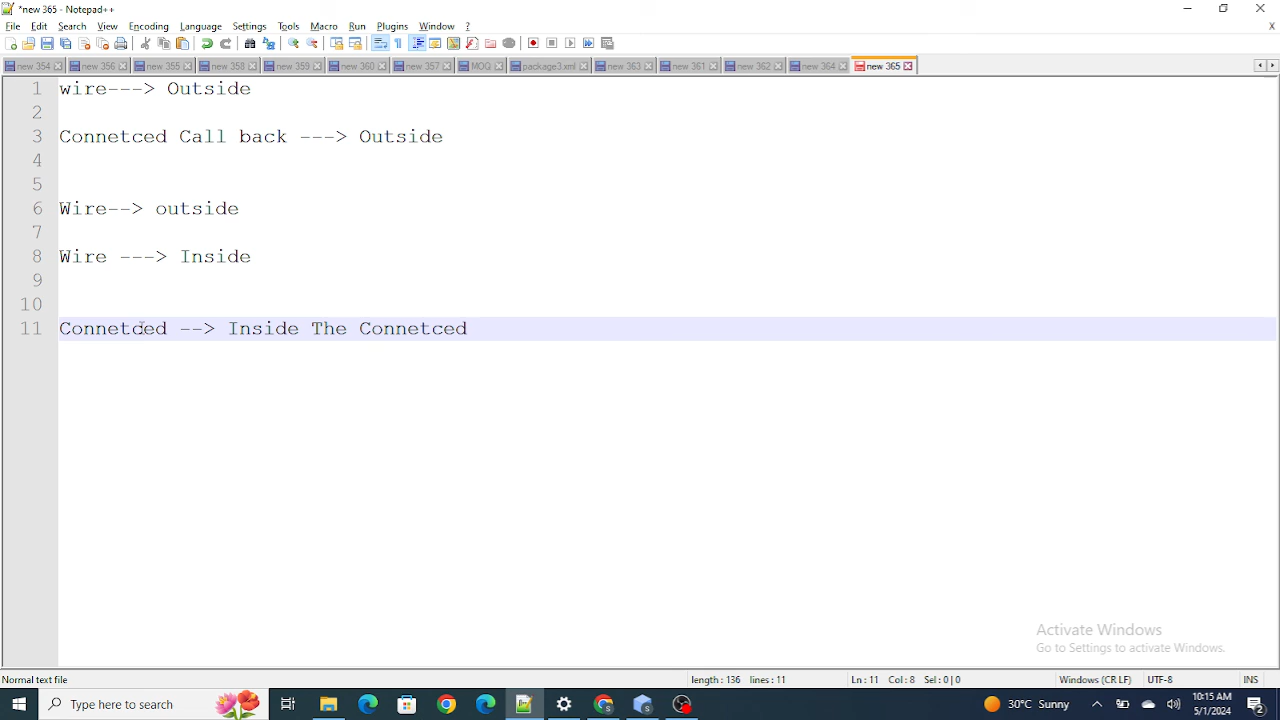 *new 365 - Notepad++
File Edit Search View Encoding Language Settings Tools Macro Run Plugins Window ?
new 354 new 356 new 355 new 358 new 359 new 360 new 357 MOQ package3.xml new 363 new 361 new 362 new 364 new 365
1 wire---> Outside
2
3 Connetced Call back ---> Outside
4
5
6 Wire--> outside
7
8 Wire ---> Inside
9
10
11 Connetced --> Inside The Connetced
Activate Windows
Go to Settings to activate Windows.
Normal text file length : 136 lines : 11 Ln : 11 Col : 8 Sel : 0 | 0 Windows (CR LF) UTF-8 INS
Type here to search 30°C Sunny 10:15 AM
5/1/2024 2